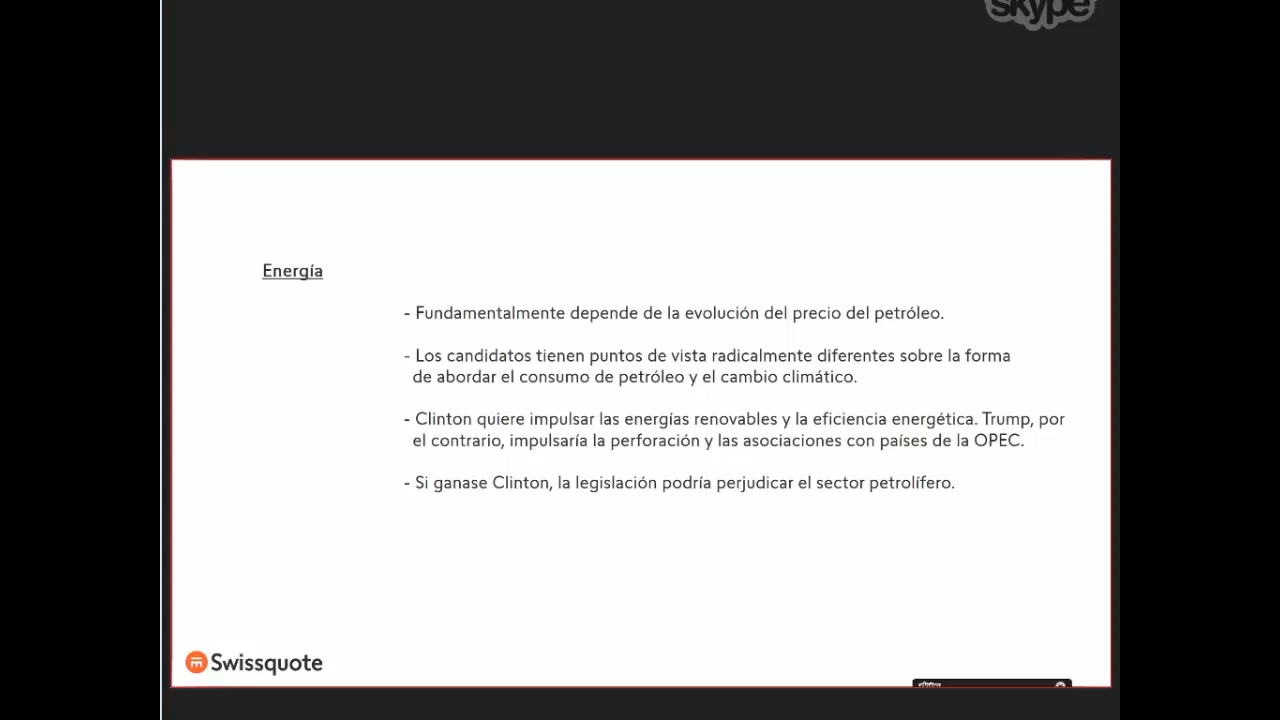 skype
Energía
- Fundamentalmente depende de la evolución del precio del petróleo.
- Los candidatos tienen puntos de vista radicalmente diferentes sobre la forma
de abordar el consumo de petróleo y el cambio climático.
- Clinton quiere impulsar las energías renovables y la eficiencia energética. Trump, por
el contrario, impulsaría la perforación y las asociaciones con países de la OPEC.
- Si ganase Clinton, la legislación podría perjudicar el sector petrolífero.
Swissquote